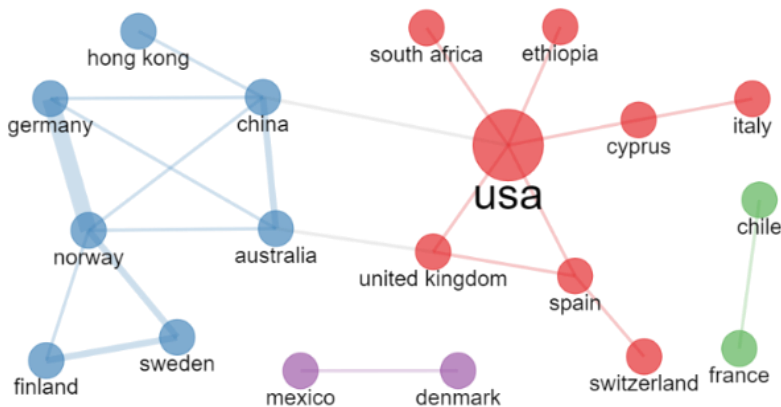 south africa
ethiopia
hong kong
germany
china
cyprus
italy
usa
chile
norway
australia
united kingdom
spain
finland
sweden
mexico
denmark
switzerland
france